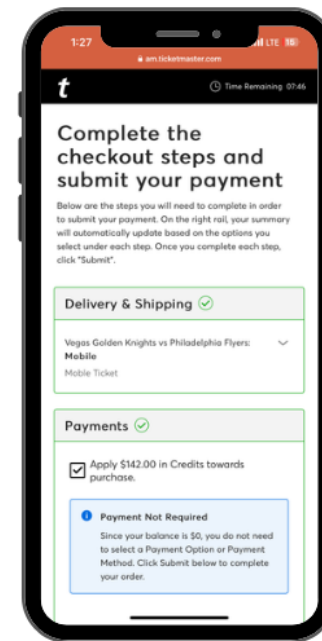 1:27 LTE 16
am.ticketmaster.com
t Time Remaining 07:46
Complete the
checkout steps and
submit your payment
Below are the steps you will need to complete in order
to submit your payment. On the right rail, your summary
will automatically update based on the options you
select under each step. Once you complete each step,
click "Submit".
Delivery & Shipping
Vegas Golden Knights vs Philadelphia Flyers:
Mobile
Moble Ticket
Payments
Apply $142.00 in Credits towards
purchase.
Payment Not Required
Since your balance is $0, you do not need
to select a Payment Option or Payment
Method. Click Submit below to complete
your order.